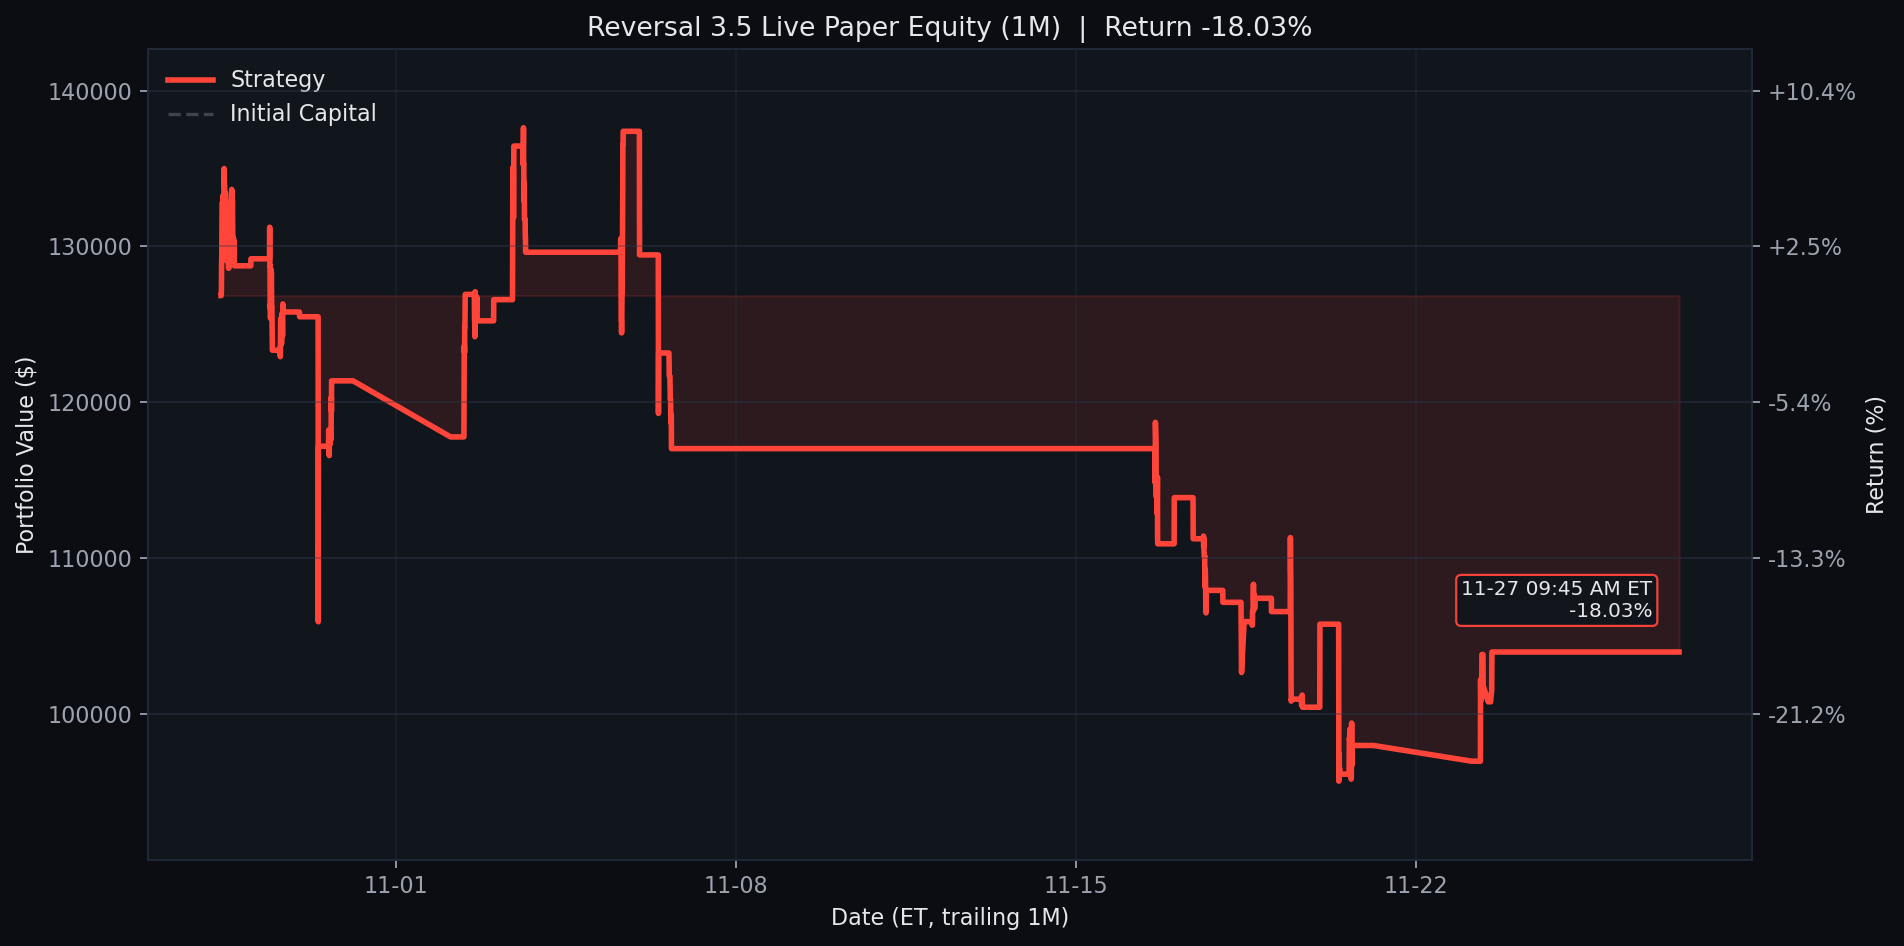 Reversal 3.5 Live Paper Equity (1M)  |  Return -18.03%
Strategy
Initial Capital
Portfolio Value ($)
140000
130000
120000
110000
100000
+10.4%
+2.5%
-5.4%
-13.3%
-21.2%
Return (%)
11-27 09:45 AM ET
-18.03%
11-01
11-08
11-15
11-22
Date (ET, trailing 1M)